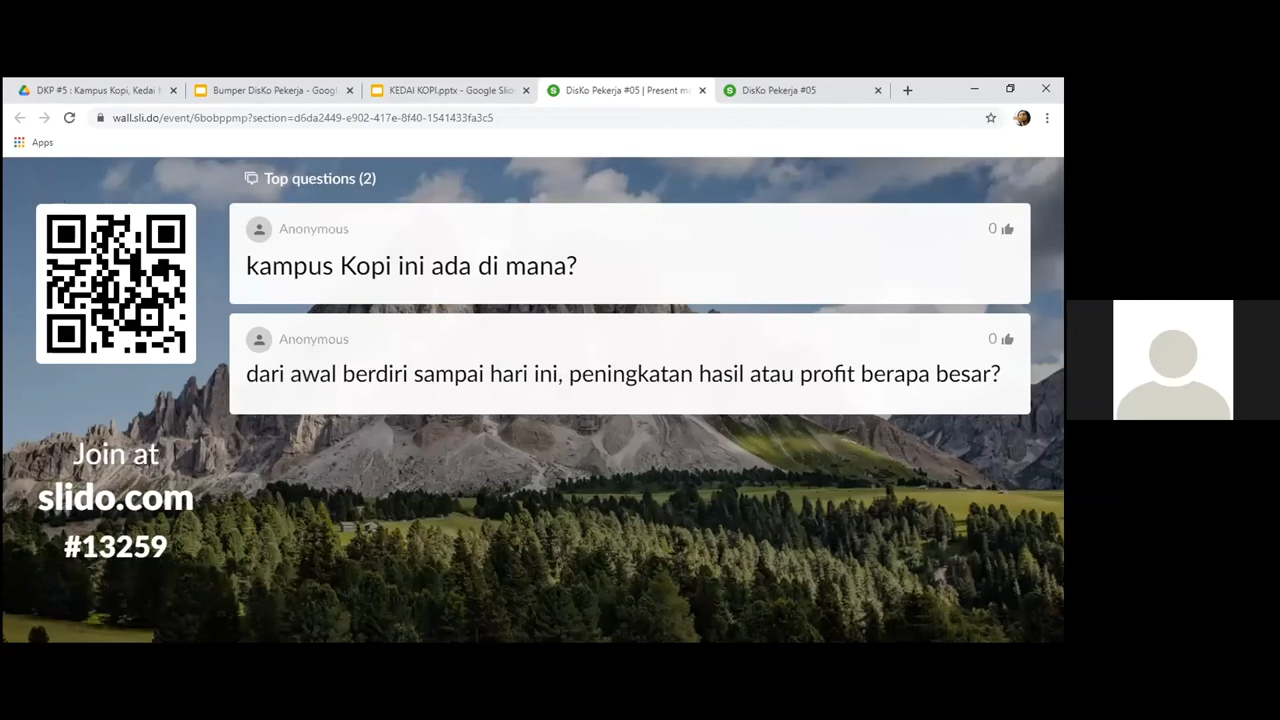 DKP #5 : Kampus Kopi, Kedai
Bumper DisKo Pekerja - Googl
KEDAI KOPI.pptx - Google Slid
DisKo Pekerja #05 | Present mo
DisKo Pekerja #05
wall.sli.do/event/6bobppmp?section=d6da2449-e902-417e-8f40-1541433fa3c5
Apps
Top questions (2)
Anonymous
0
kampus Kopi ini ada di mana?
Anonymous
0
dari awal berdiri sampai hari ini, peningkatan hasil atau profit berapa besar?
Join at
slido.com
#13259